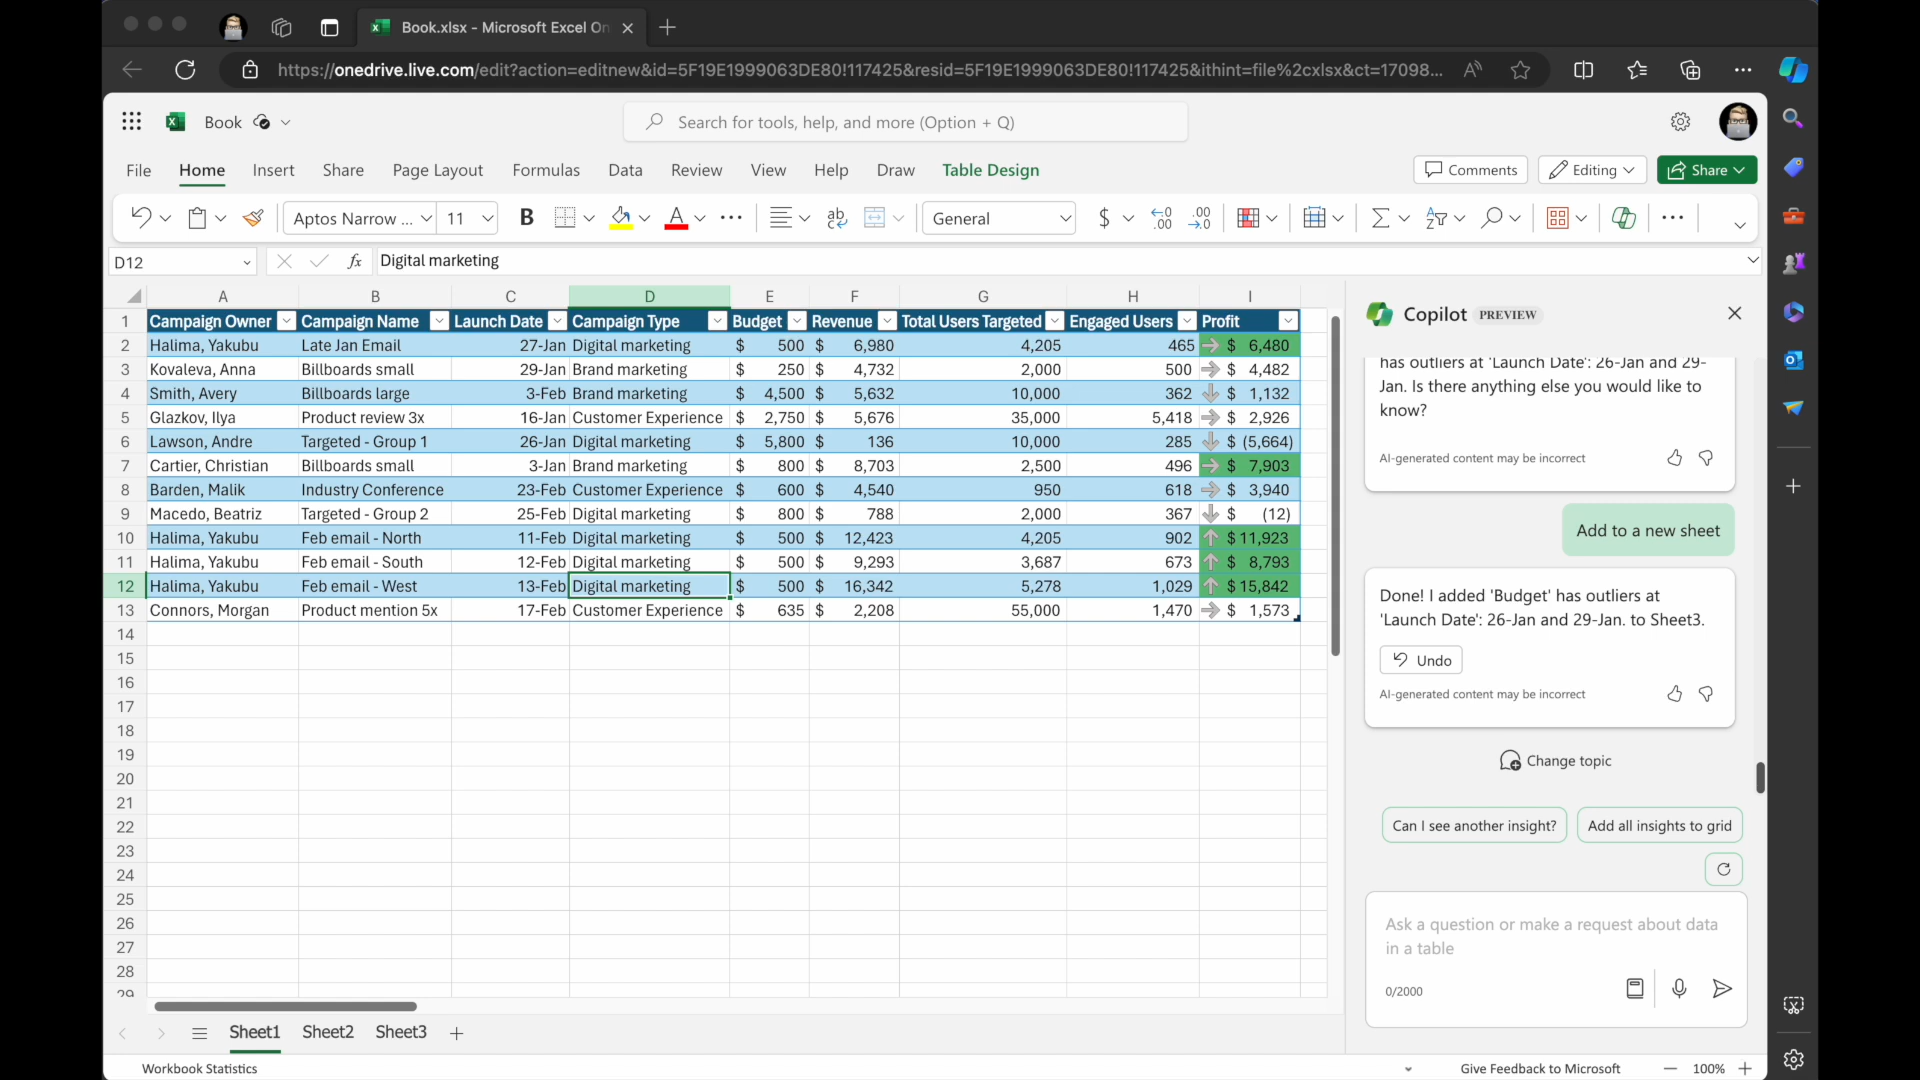 Book.xlsx - Microsoft Excel On
https://onedrive.live.com/edit?action=editnew&id=5F19E1999063DE80!117425&resid=5F19E1999063DE80!117425&ithint=file%2cxlsx&ct=17098...
Book
Search for tools, help, and more (Option + Q)
File Home Insert Share Page Layout Formulas Data Review View Help Draw Table Design
Comments Editing Share
Aptos Narrow ... 11 B A ab General $ .00 .00
D12 fx Digital marketing
A B C D E F G H I
1 Campaign Owner Campaign Name Launch Date Campaign Type Budget Revenue Total Users Targeted Engaged Users Profit
2 Halima, Yakubu Late Jan Email 27-Jan Digital marketing $ 500 $ 6,980 4,205 465 $ 6,480
3 Kovaleva, Anna Billboards small 29-Jan Brand marketing $ 250 $ 4,732 2,000 500 $ 4,482
4 Smith, Avery Billboards large 3-Feb Brand marketing $ 4,500 $ 5,632 10,000 362 $ 1,132
5 Glazkov, Ilya Product review 3x 16-Jan Customer Experience $ 2,750 $ 5,676 35,000 5,418 $ 2,926
6 Lawson, Andre Targeted - Group 1 26-Jan Digital marketing $ 5,800 $ 136 10,000 285 $ (5,664)
7 Cartier, Christian Billboards small 3-Jan Brand marketing $ 800 $ 8,703 2,500 496 $ 7,903
8 Barden, Malik Industry Conference 23-Feb Customer Experience $ 600 $ 4,540 950 618 $ 3,940
9 Macedo, Beatriz Targeted - Group 2 25-Feb Digital marketing $ 800 $ 788 2,000 367 $ (12)
10 Halima, Yakubu Feb email - North 11-Feb Digital marketing $ 500 $ 12,423 4,205 902 $ 11,923
11 Halima, Yakubu Feb email - South 12-Feb Digital marketing $ 500 $ 9,293 3,687 673 $ 8,793
12 Halima, Yakubu Feb email - West 13-Feb Digital marketing $ 500 $ 16,342 5,278 1,029 $ 15,842
13 Connors, Morgan Product mention 5x 17-Feb Customer Experience $ 635 $ 2,208 55,000 1,470 $ 1,573
14
15
16
17
18
19
20
21
22
23
24
25
26
27
28
29
Sheet1 Sheet2 Sheet3
Workbook Statistics
Give Feedback to Microsoft 100%
Copilot PREVIEW
has outliers at 'Launch Date': 26-Jan and 29-
Jan. Is there anything else you would like to
know?
AI-generated content may be incorrect
Add to a new sheet
Done! I added 'Budget' has outliers at
'Launch Date': 26-Jan and 29-Jan. to Sheet3.
Undo
AI-generated content may be incorrect
Change topic
Can I see another insight? Add all insights to grid
Ask a question or make a request about data
in a table
0/2000